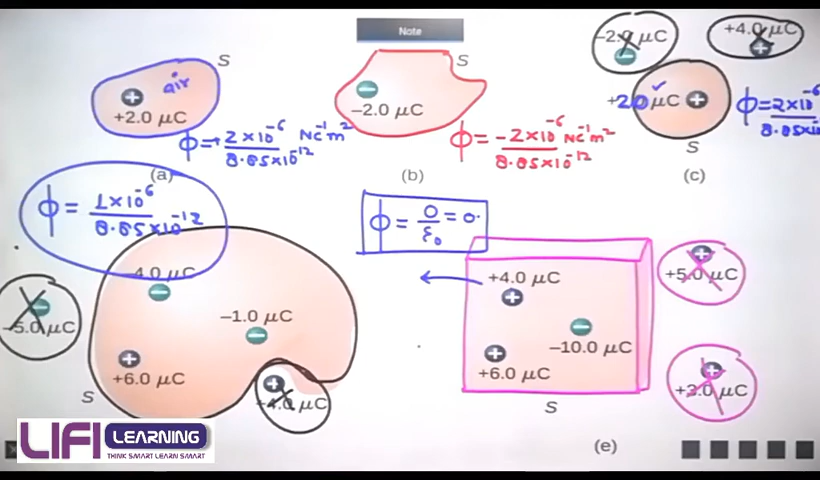 Note
−2.0 μC
+4.0 μC
S
S
air
+2.0 μC
−2.0 μC
+2.0 μC
S
ϕ=+2×10⁻⁶ NC⁻¹m²
8.85×10⁻¹²
ϕ=−2×10⁻⁶ NC⁻¹m²
8.85×10⁻¹²
ϕ=2×10⁻⁶
8.85×10
(a)
(b)
(c)
ϕ= 1×10⁻⁶
8.85×10⁻¹²
ϕ= 0 =0.
ε₀
4.0 μC
−1.0 μC
+6.0 μC
−5.0 μC
S
+4.0 μC
−10.0 μC
+6.0 μC
+5.0 μC
+3.0 μC
4.0 μC
S
(e)
LIFI LEARNING
THINK SMART LEARN SMART